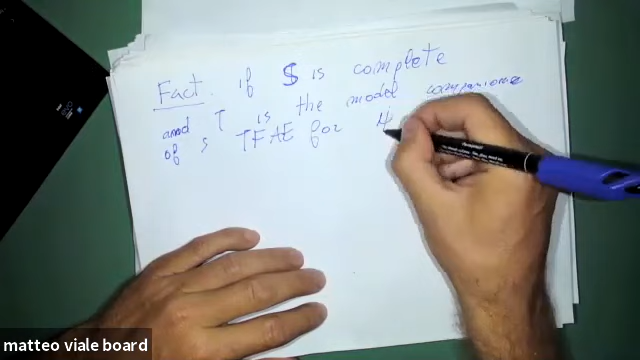 Fact. if S is complete
and T is the model companion
of S TFAE for
matteo viale board